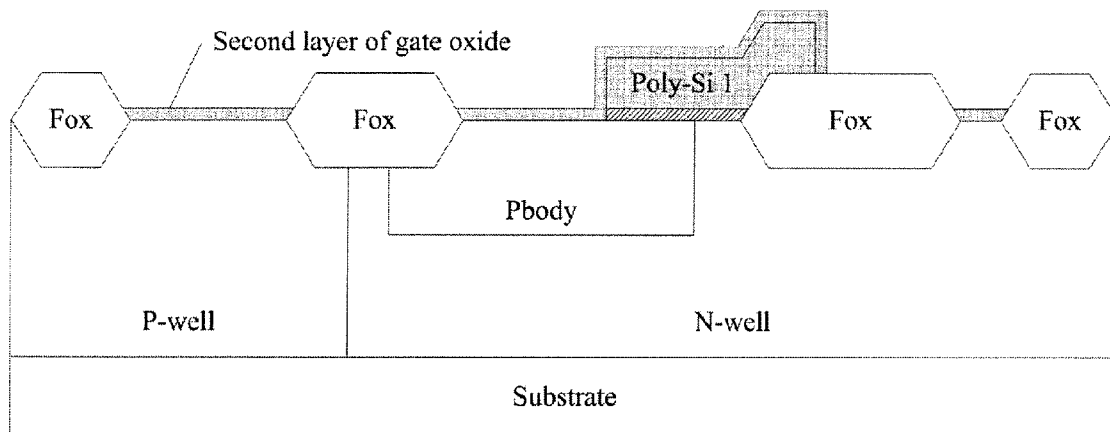 Second layer of gate oxide
Poly-Si 1
Fox
Fox
Fox
Fox
Pbody
P-well
N-well
Substrate